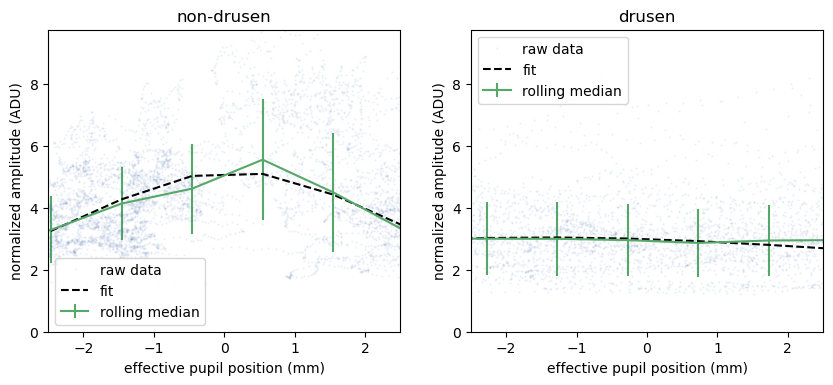 non-drusen
normalized amplitude (ADU)
8
6
4
2
0
raw data
fit
rolling median
−2
−1
0
1
2
effective pupil position (mm)
drusen
normalized amplitude (ADU)
8
6
4
2
0
raw data
fit
rolling median
−2
−1
0
1
2
effective pupil position (mm)